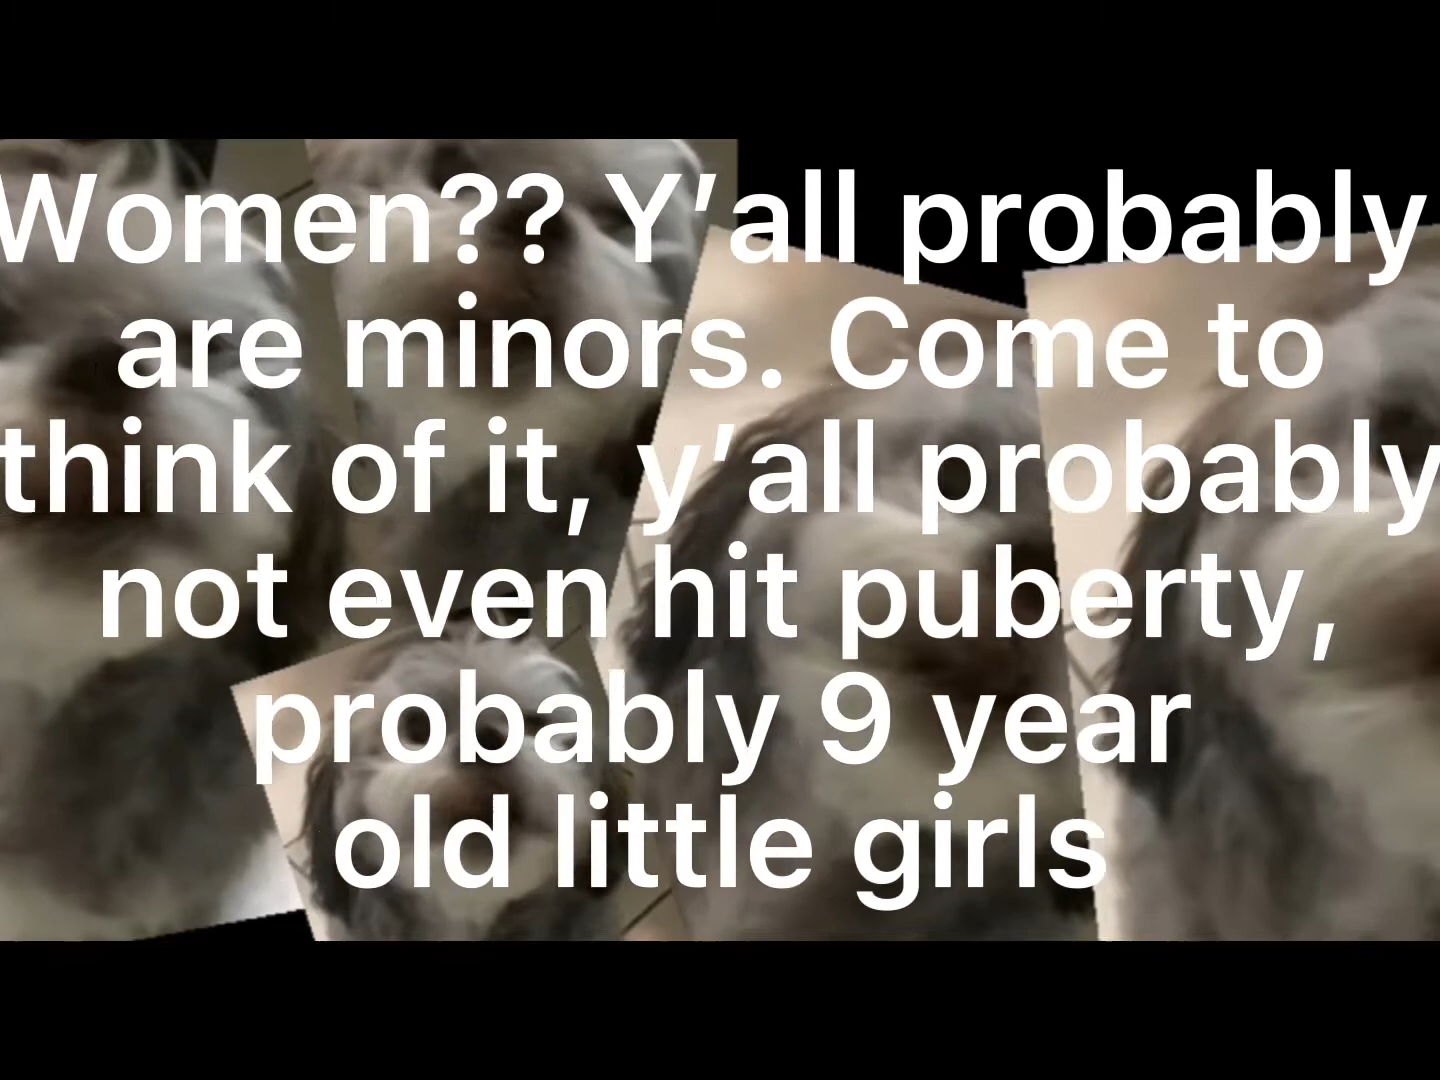 Women?? Y’all probably
are minors. Come to
think of it, y’all probably
not even hit puberty,
probably 9 year
old little girls